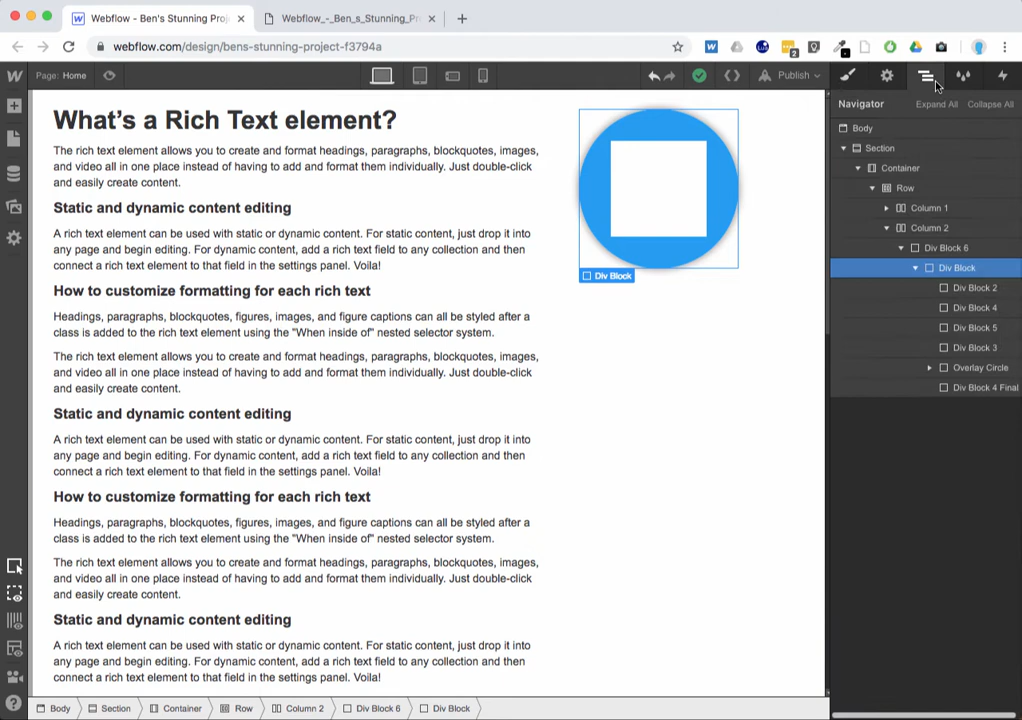 Webflow - Ben's Stunning Proj
Webflow_-_Ben_s_Stunning_Pr
webflow.com/design/bens-stunning-project-f3794a
2
Page: Home
Publish
Navigator
Expand All
Collapse All
Body
Section
Container
Row
Column 1
Column 2
Div Block 6
Div Block
Div Block 2
Div Block 4
Div Block 5
Div Block 3
Overlay Circle
Div Block 4 Final
What’s a Rich Text element?
The rich text element allows you to create and format headings, paragraphs, blockquotes, images,
and video all in one place instead of having to add and format them individually. Just double-click
and easily create content.
Static and dynamic content editing
A rich text element can be used with static or dynamic content. For static content, just drop it into
any page and begin editing. For dynamic content, add a rich text field to any collection and then
connect a rich text element to that field in the settings panel. Voila!
How to customize formatting for each rich text
Headings, paragraphs, blockquotes, figures, images, and figure captions can all be styled after a
class is added to the rich text element using the "When inside of" nested selector system.
The rich text element allows you to create and format headings, paragraphs, blockquotes, images,
and video all in one place instead of having to add and format them individually. Just double-click
and easily create content.
Static and dynamic content editing
A rich text element can be used with static or dynamic content. For static content, just drop it into
any page and begin editing. For dynamic content, add a rich text field to any collection and then
connect a rich text element to that field in the settings panel. Voila!
How to customize formatting for each rich text
Headings, paragraphs, blockquotes, figures, images, and figure captions can all be styled after a
class is added to the rich text element using the "When inside of" nested selector system.
The rich text element allows you to create and format headings, paragraphs, blockquotes, images,
and video all in one place instead of having to add and format them individually. Just double-click
and easily create content.
Static and dynamic content editing
A rich text element can be used with static or dynamic content. For static content, just drop it into
any page and begin editing. For dynamic content, add a rich text field to any collection and then
connect a rich text element to that field in the settings panel. Voila!
Div Block
Body
Section
Container
Row
Column 2
Div Block 6
Div Block